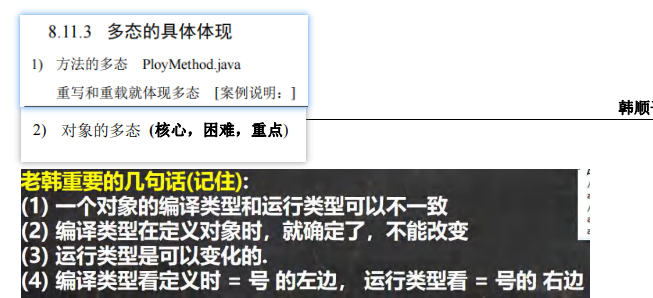 8.11.3 多态的具体体现
1) 方法的多态 PloyMethod.java
重写和重载就体现多态 [案例说明：]
韩顺
2) 对象的多态 (核心，困难，重点)
老韩重要的几句话(记住):
(1) 一个对象的编译类型和运行类型可以不一致
(2) 编译类型在定义对象时，就确定了，不能改变
(3) 运行类型是可以变化的.
(4) 编译类型看定义时 = 号 的左边， 运行类型看 = 号的 右边